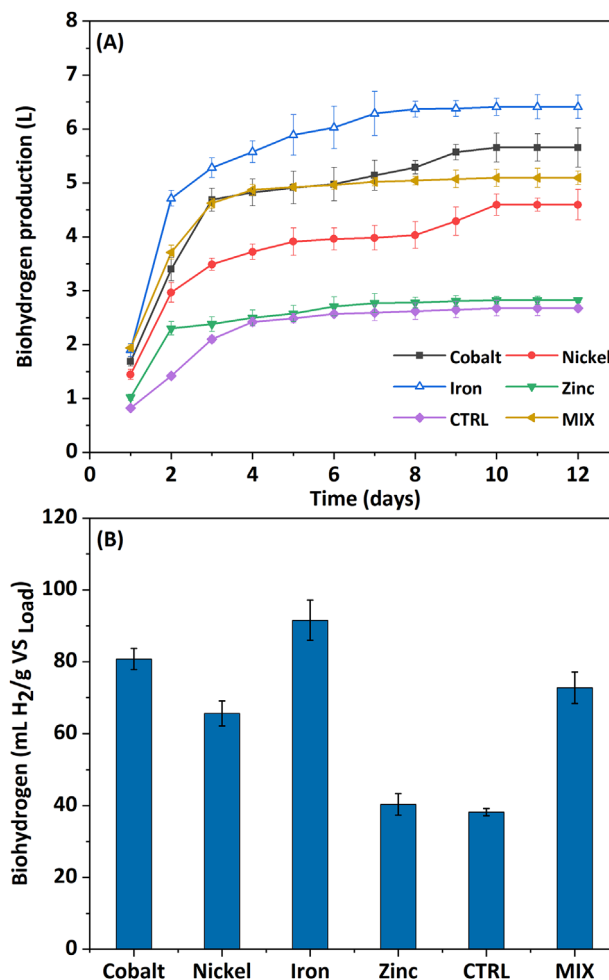 (A)
Biohydrogen production (L)
8
7
6
5
4
3
2
1
0
0 2 4 6 8 10 12
Time (days)
Cobalt Nickel
Iron Zinc
CTRL MIX
(B)
Biohydrogen (mL H2/g VS Load)
120
100
80
60
40
20
0
Cobalt Nickel Iron Zinc CTRL MIX